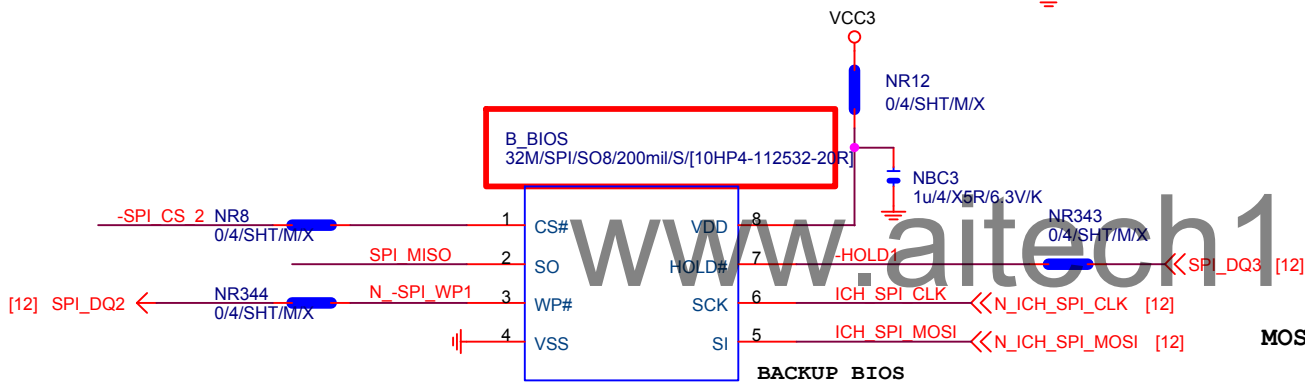 VCC3
NR12
0/4/SHT/M/X
B_BIOS
32M/SPI/SO8/200mil/S/[10HP4-112532-20R]
NBC3
1u/4/X5R/6.3V/K
-SPI_CS_2 NR8
0/4/SHT/M/X
1 CS# VDD 8
NR343
0/4/SHT/M/X
SPI_MISO 2 SO HOLD# 7 -HOLD1 SPI_DQ3 [12]
[12] SPI_DQ2 NR344
0/4/SHT/M/X
N_-SPI_WP1 3 WP# SCK 6 ICH_SPI_CLK N_ICH_SPI_CLK [12]
4 VSS SI 5 ICH_SPI_MOSI N_ICH_SPI_MOSI [12]
MOS
BACKUP BIOS
www.aitech1